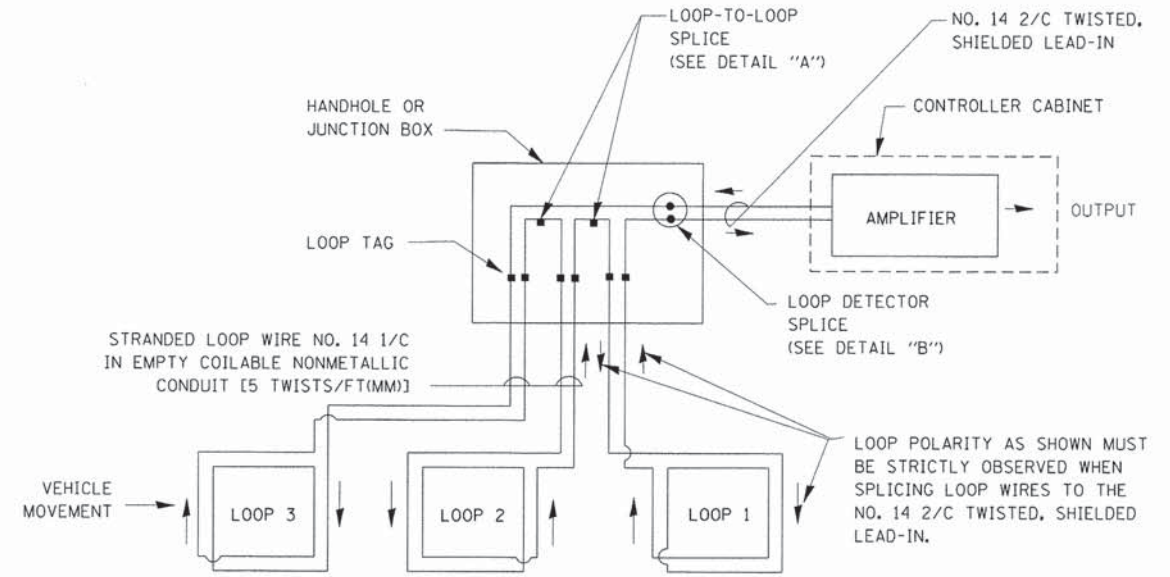 LOOP-TO-LOOP
SPLICE
(SEE DETAIL "A")
NO. 14 2/C TWISTED,
SHIELDED LEAD-IN
HANDHOLE OR
JUNCTION BOX
CONTROLLER CABINET
AMPLIFIER
OUTPUT
LOOP TAG
LOOP DETECTOR
SPLICE
(SEE DETAIL "B")
STRANDED LOOP WIRE NO. 14 1/C
IN EMPTY COILABLE NONMETALLIC
CONDUIT [5 TWISTS/FT(MM)]
LOOP POLARITY AS SHOWN MUST
BE STRICTLY OBSERVED WHEN
SPLICING LOOP WIRES TO THE
NO. 14 2/C TWISTED, SHIELDED
LEAD-IN.
VEHICLE
MOVEMENT
LOOP 3
LOOP 2
LOOP 1